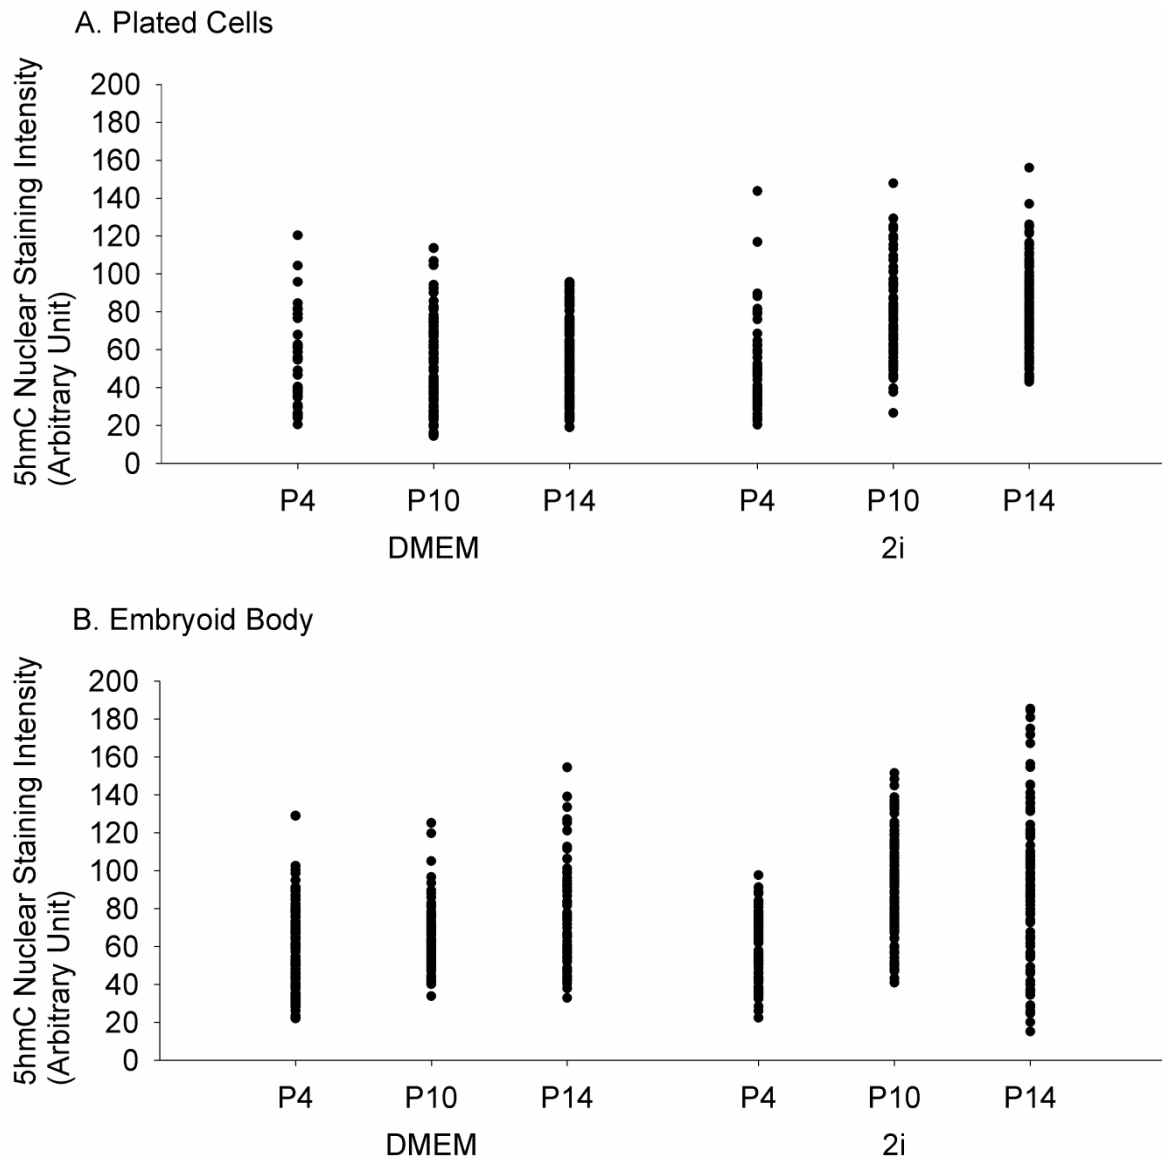 A. Plated Cells
5hmC Nuclear Staining Intensity
(Arbitrary Unit)
200
180
160
140
120
100
80
60
40
20
0
P4 P10 P14 P4 P10 P14
DMEM 2i
B. Embryoid Body
5hmC Nuclear Staining Intensity
(Arbitrary Unit)
200
180
160
140
120
100
80
60
40
20
0
P4 P10 P14 P4 P10 P14
DMEM 2i